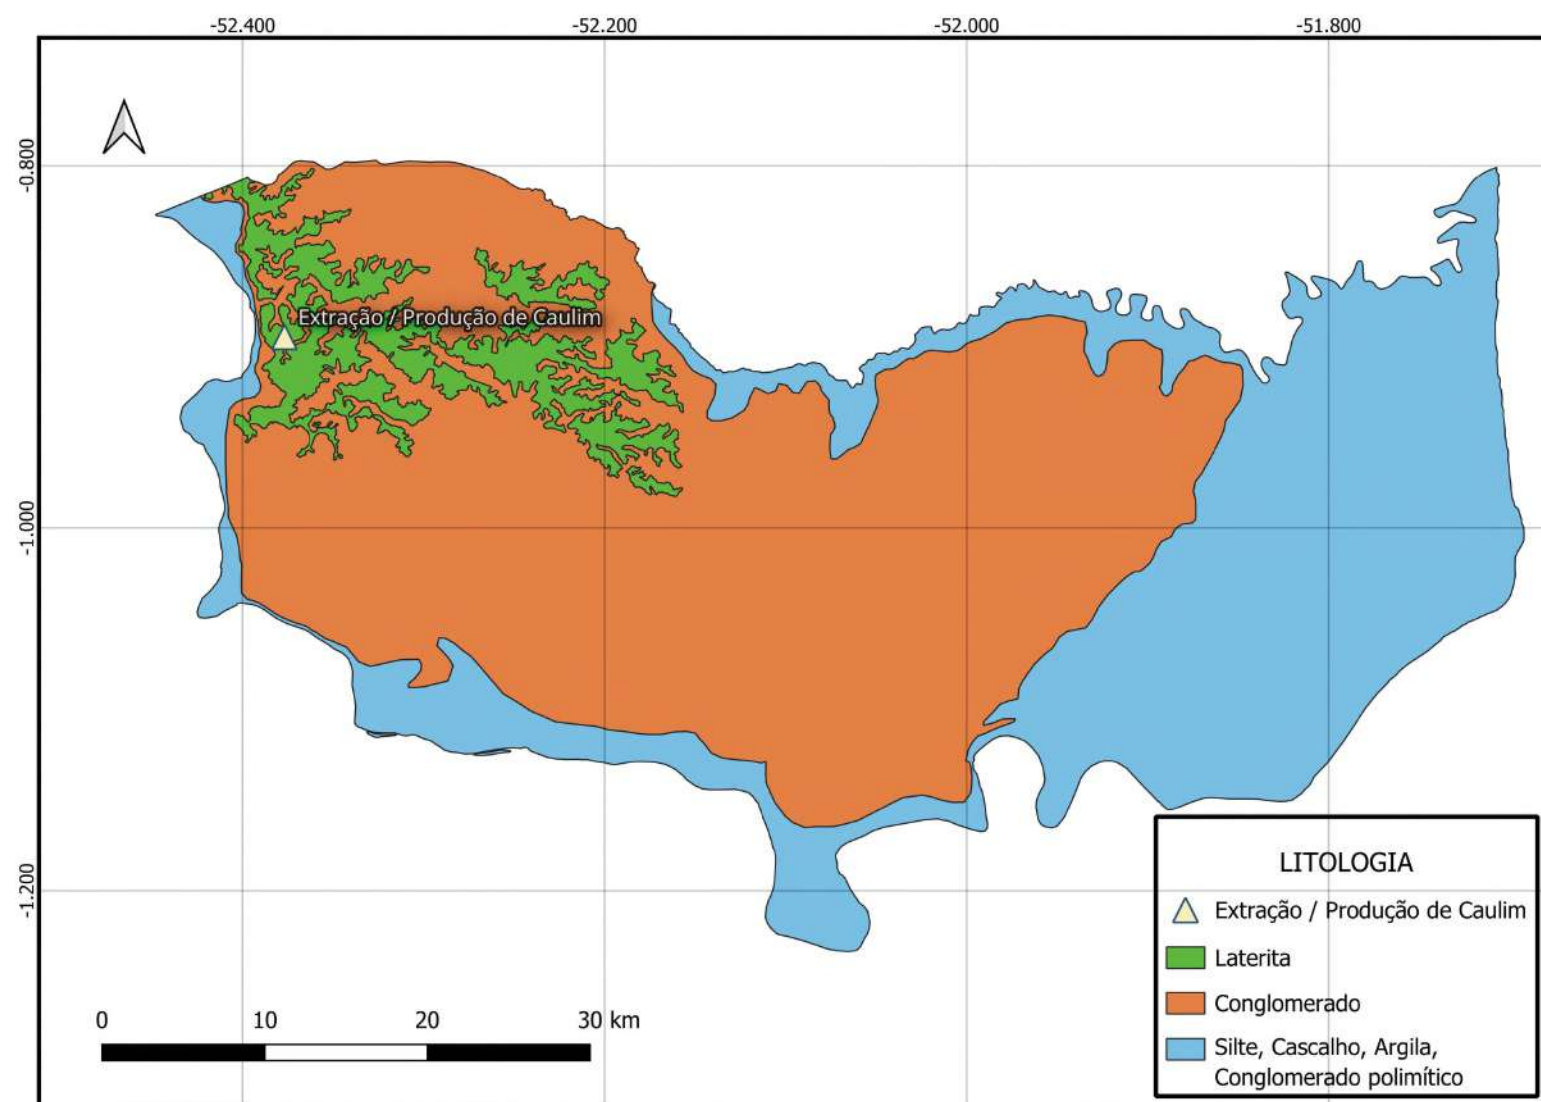 -52.400 -52.200 -52.000 -51.800
-0.800
Extração / Produção de Caulim
-1.000
-1.200
LITOLOGIA
Extração / Produção de Caulim
Laterita
Conglomerado
Silte, Cascalho, Argila,
Conglomerado polimítico
0 10 20 30 km